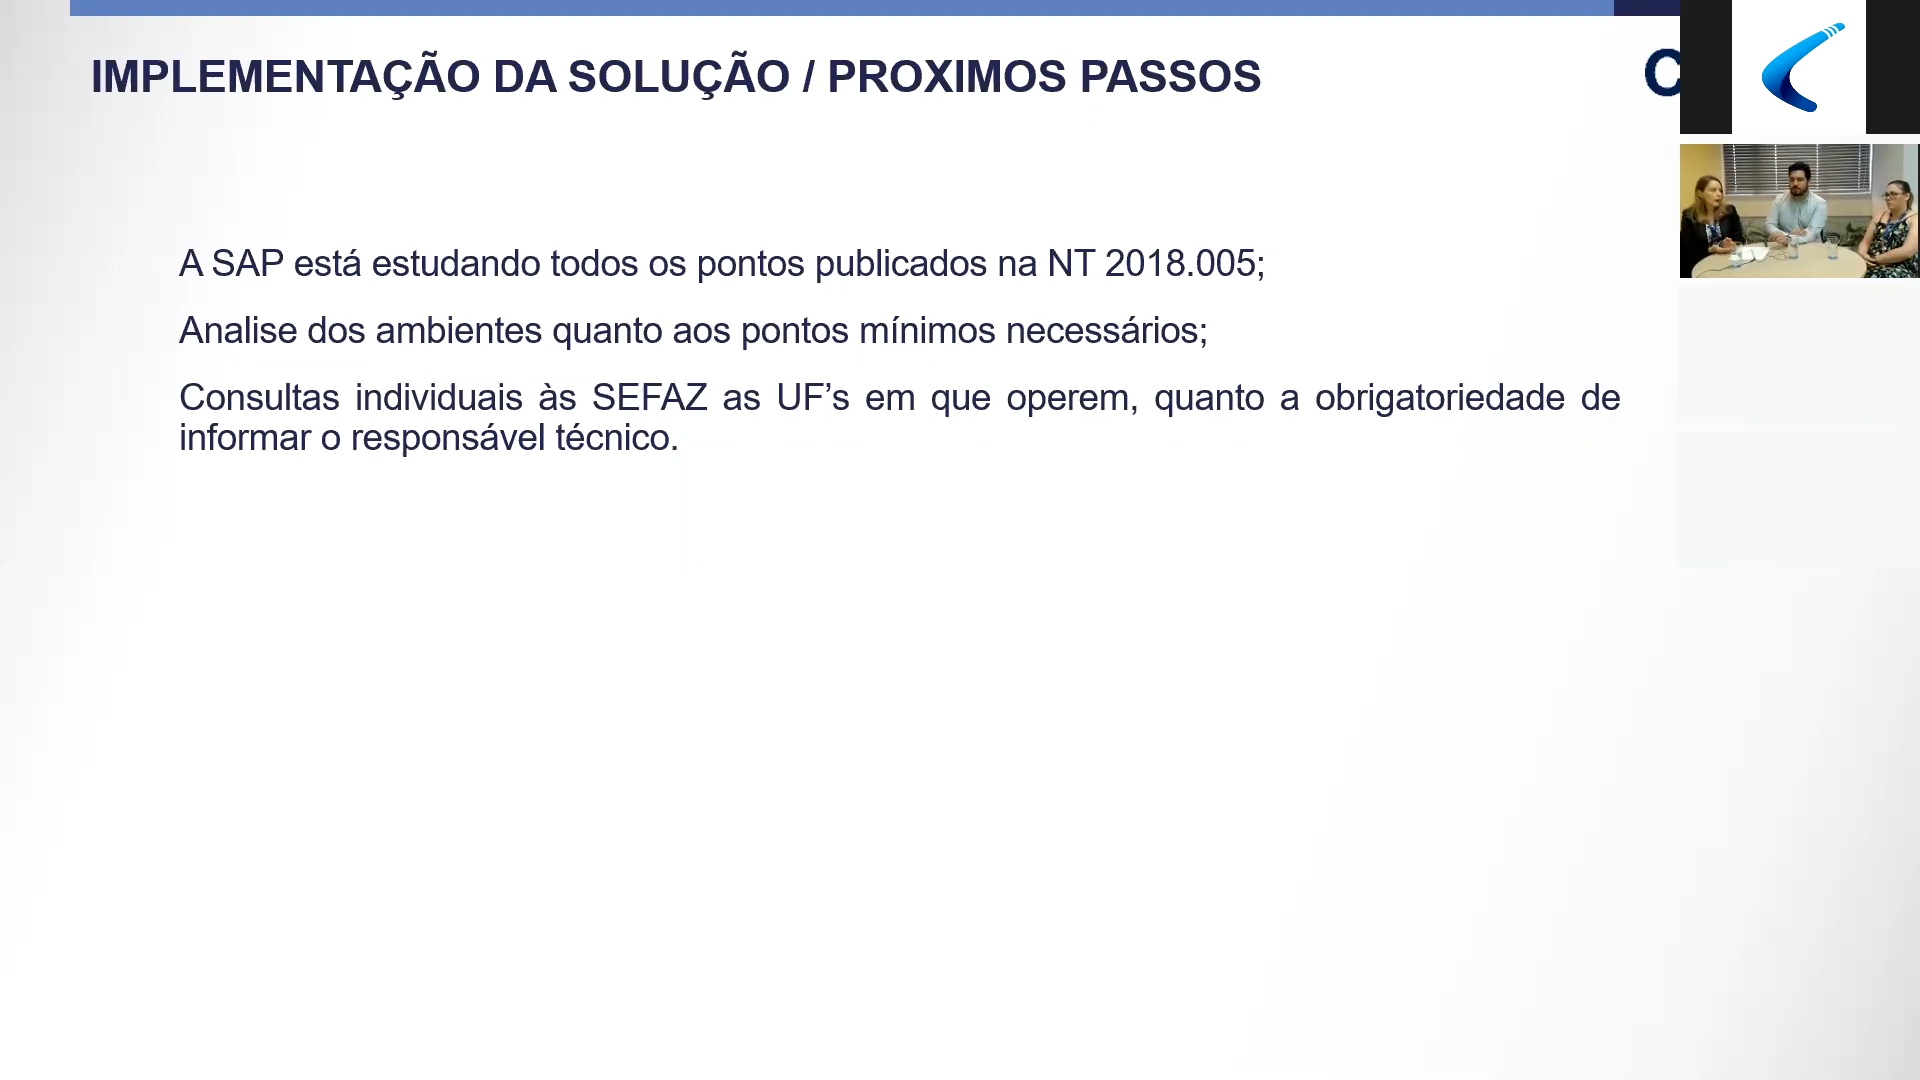 IMPLEMENTAÇÃO DA SOLUÇÃO / PROXIMOS PASSOS
C
A SAP está estudando todos os pontos publicados na NT 2018.005;
Analise dos ambientes quanto aos pontos mínimos necessários;
Consultas individuais às SEFAZ as UF’s em que operem, quanto a obrigatoriedade de
informar o responsável técnico.